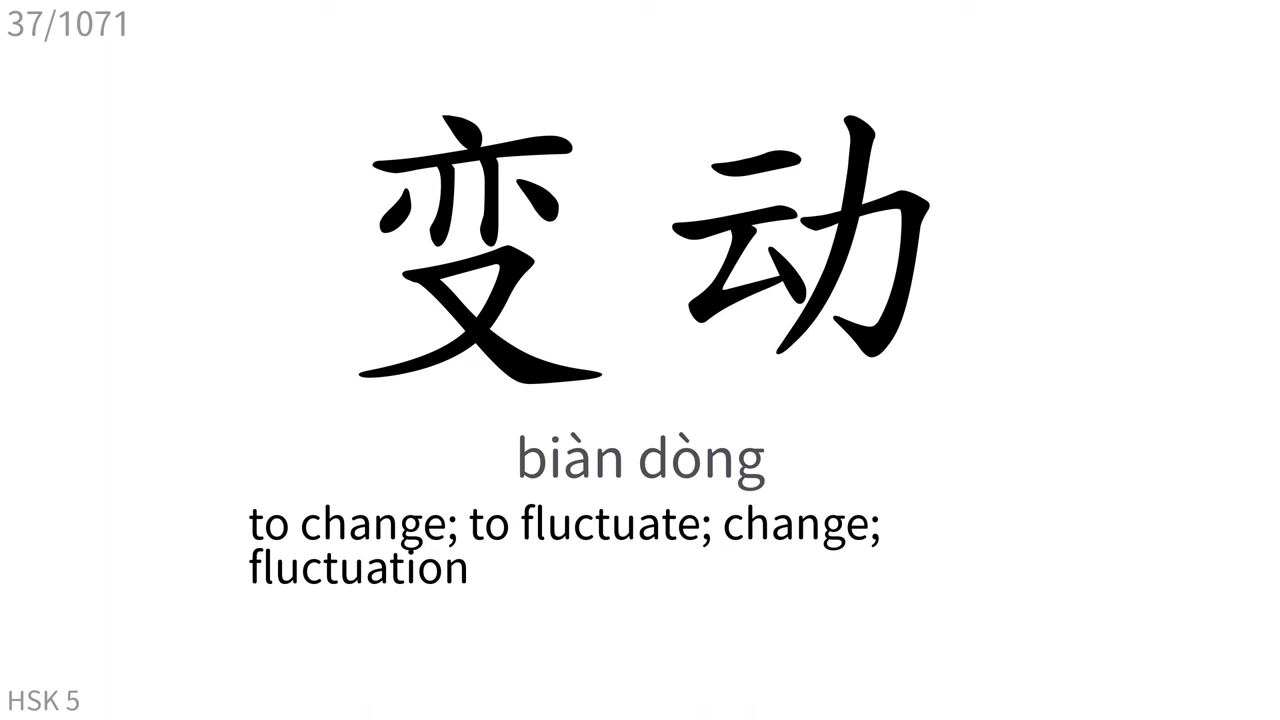 37/1071
变动
biàn dòng
to change; to fluctuate; change;
fluctuation
HSK 5